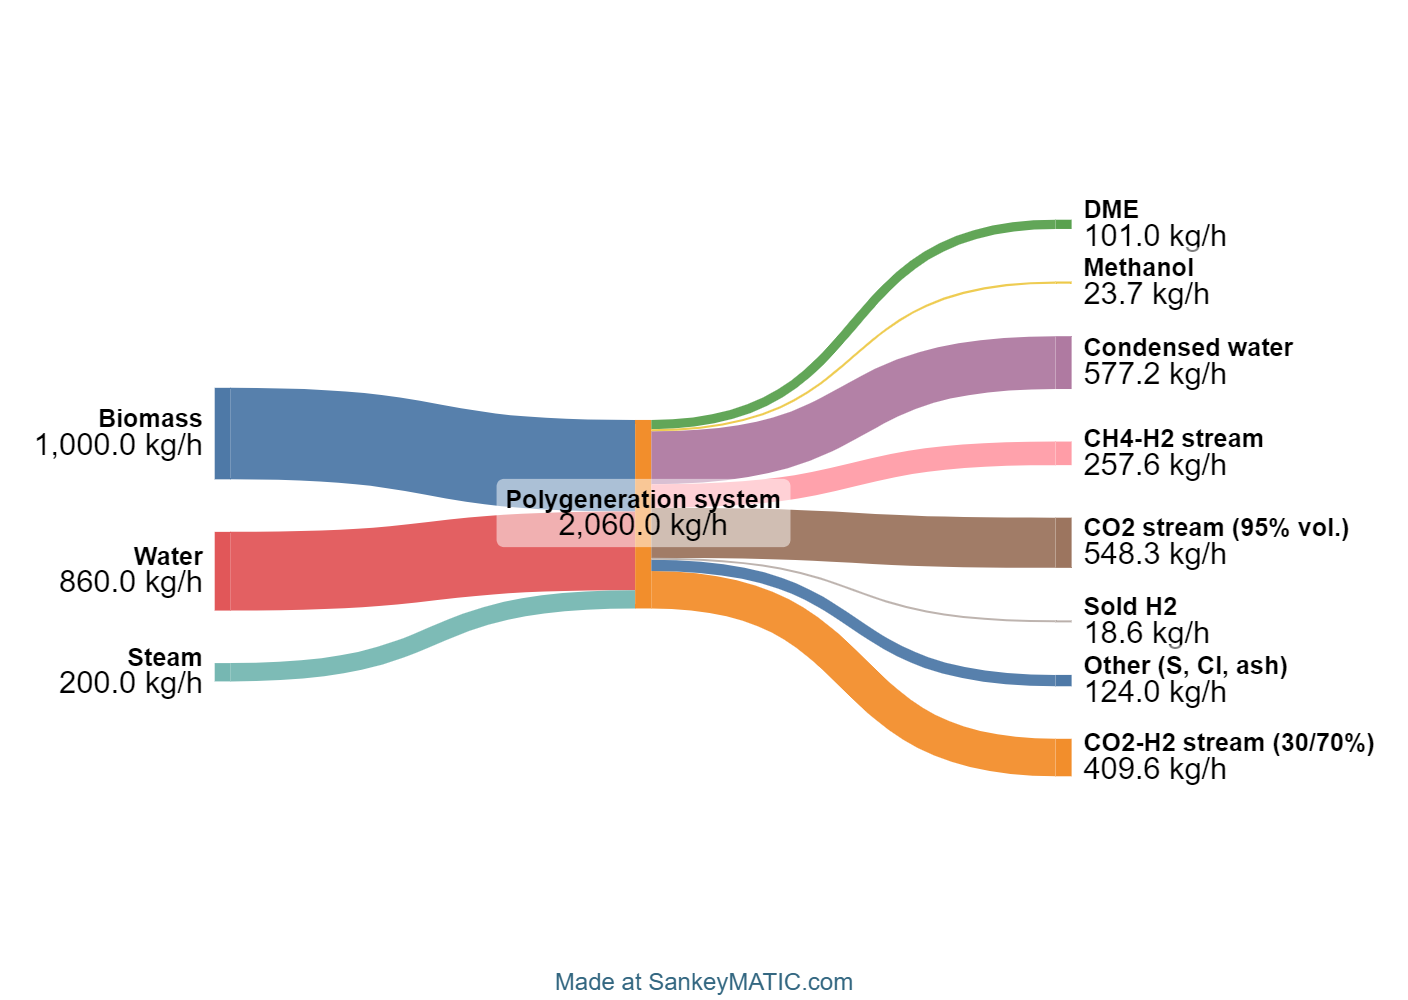 Biomass
1,000.0 kg/h
Water
860.0 kg/h
Steam
200.0 kg/h
Polygeneration system
2,060.0 kg/h
DME
101.0 kg/h
Methanol
23.7 kg/h
Condensed water
577.2 kg/h
CH4-H2 stream
257.6 kg/h
CO2 stream (95% vol.)
548.3 kg/h
Sold H2
18.6 kg/h
Other (S, Cl, ash)
124.0 kg/h
CO2-H2 stream (30/70%)
409.6 kg/h
Made at SankeyMATIC.com